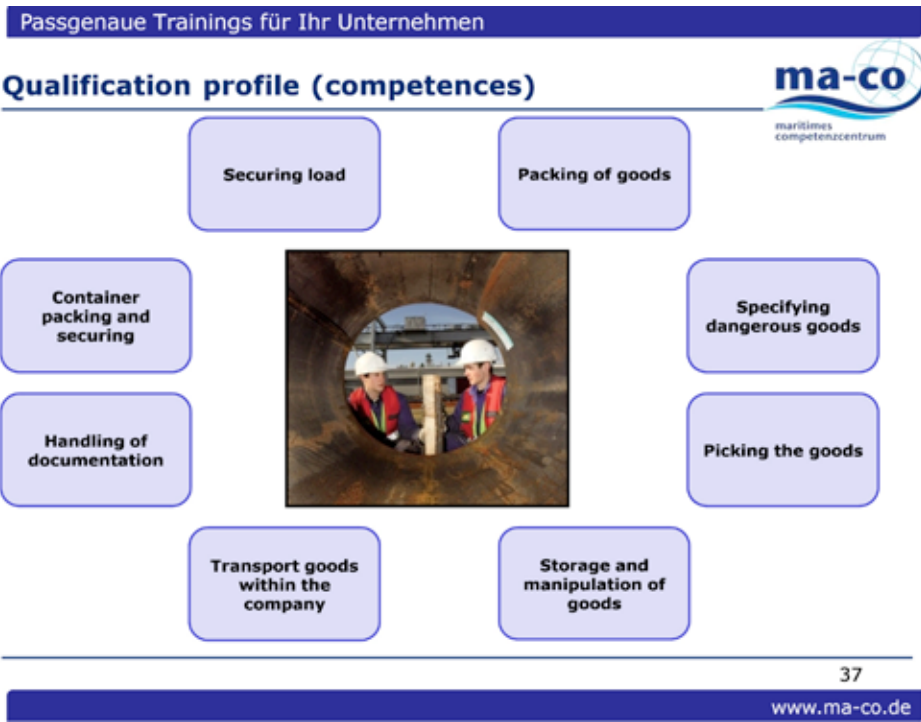 Passgenaue Trainings für Ihr Unternehmen
Qualification profile (competences)
ma-co
maritimes
competenzcentrum
Securing load
Packing of goods
Container
packing and
securing
Specifying
dangerous goods
Handling of
documentation
Picking the goods
Transport goods
within the
company
Storage and
manipulation of
goods
37
www.ma-co.de